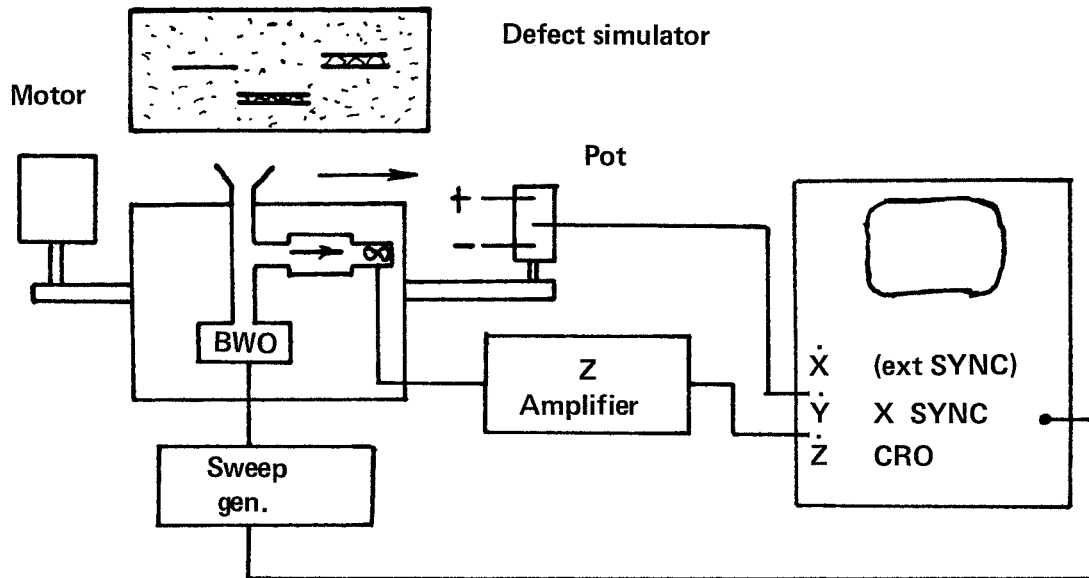 Defect simulator
Motor
Pot
+
−
BWO
Z
Amplifier
Sweep
gen.
X (ext SYNC)
Y X SYNC
Z CRO